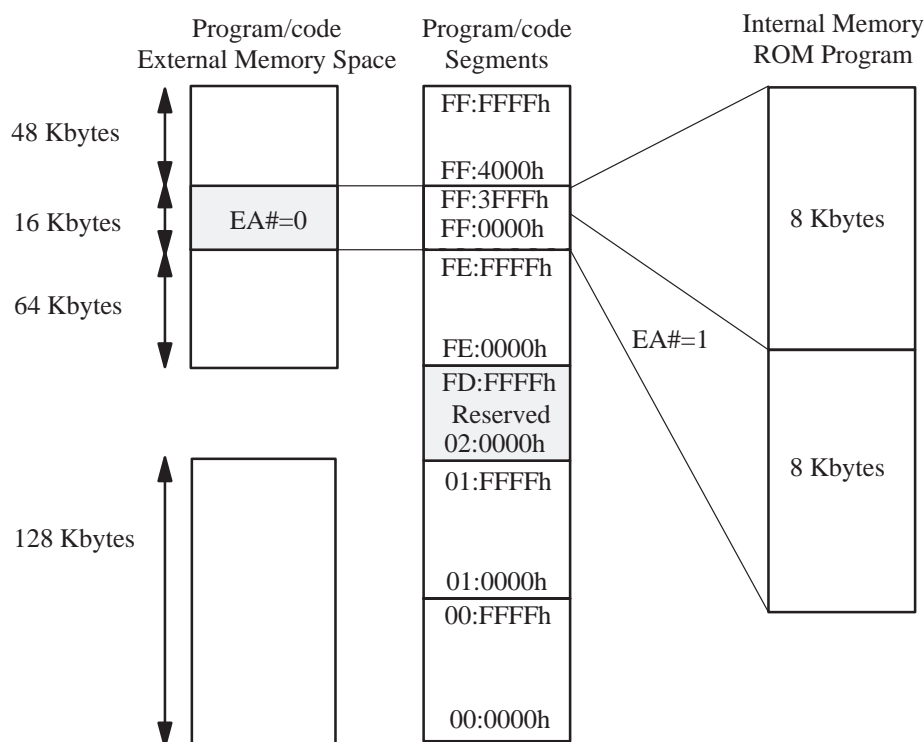 Program/code
External Memory Space
Program/code
Segments
Internal Memory
ROM Program
48 Kbytes
16 Kbytes
64 Kbytes
128 Kbytes
EA#=0
FF:FFFFh
FF:4000h
FF:3FFFh
FF:0000h
FE:FFFFh
FE:0000h
FD:FFFFh
Reserved
02:0000h
01:FFFFh
01:0000h
00:FFFFh
00:0000h
EA#=1
8 Kbytes
8 Kbytes